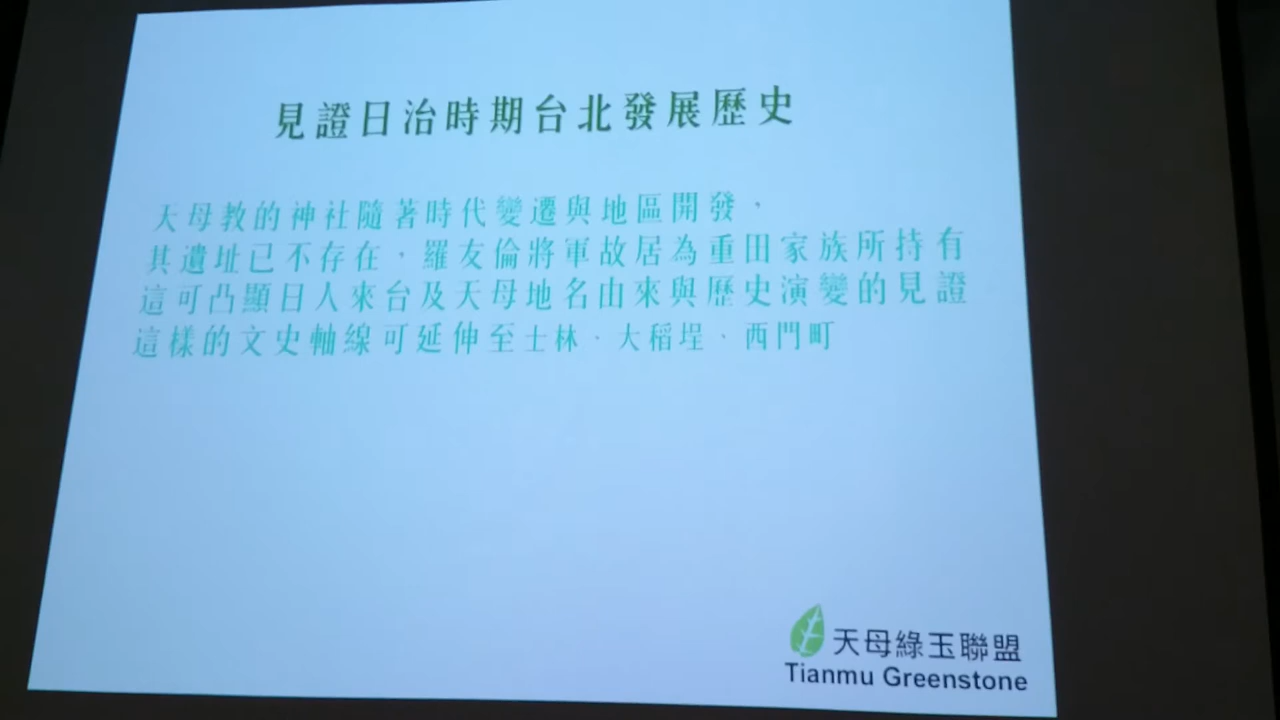 見證日治時期台北發展歷史
天母教的神社隨著時代變遷與地區開發，
其遺址已不存在，羅友倫將軍故居為重田家族所持有
這可凸顯日人來台及天母地名由來與歷史演變的見證
這樣的文史軸線可延伸至士林、大稻埕、西門町
天母綠玉聯盟
Tianmu Greenstone